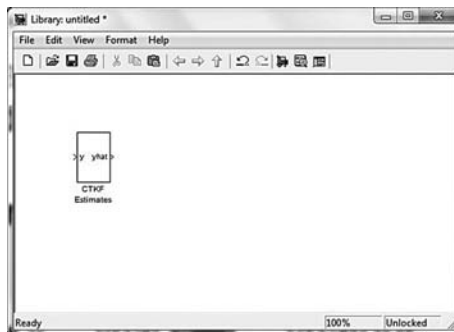 Library: untitled *
File Edit View Format Help
y yhat
CTKF
Estimates
Ready 100% Unlocked